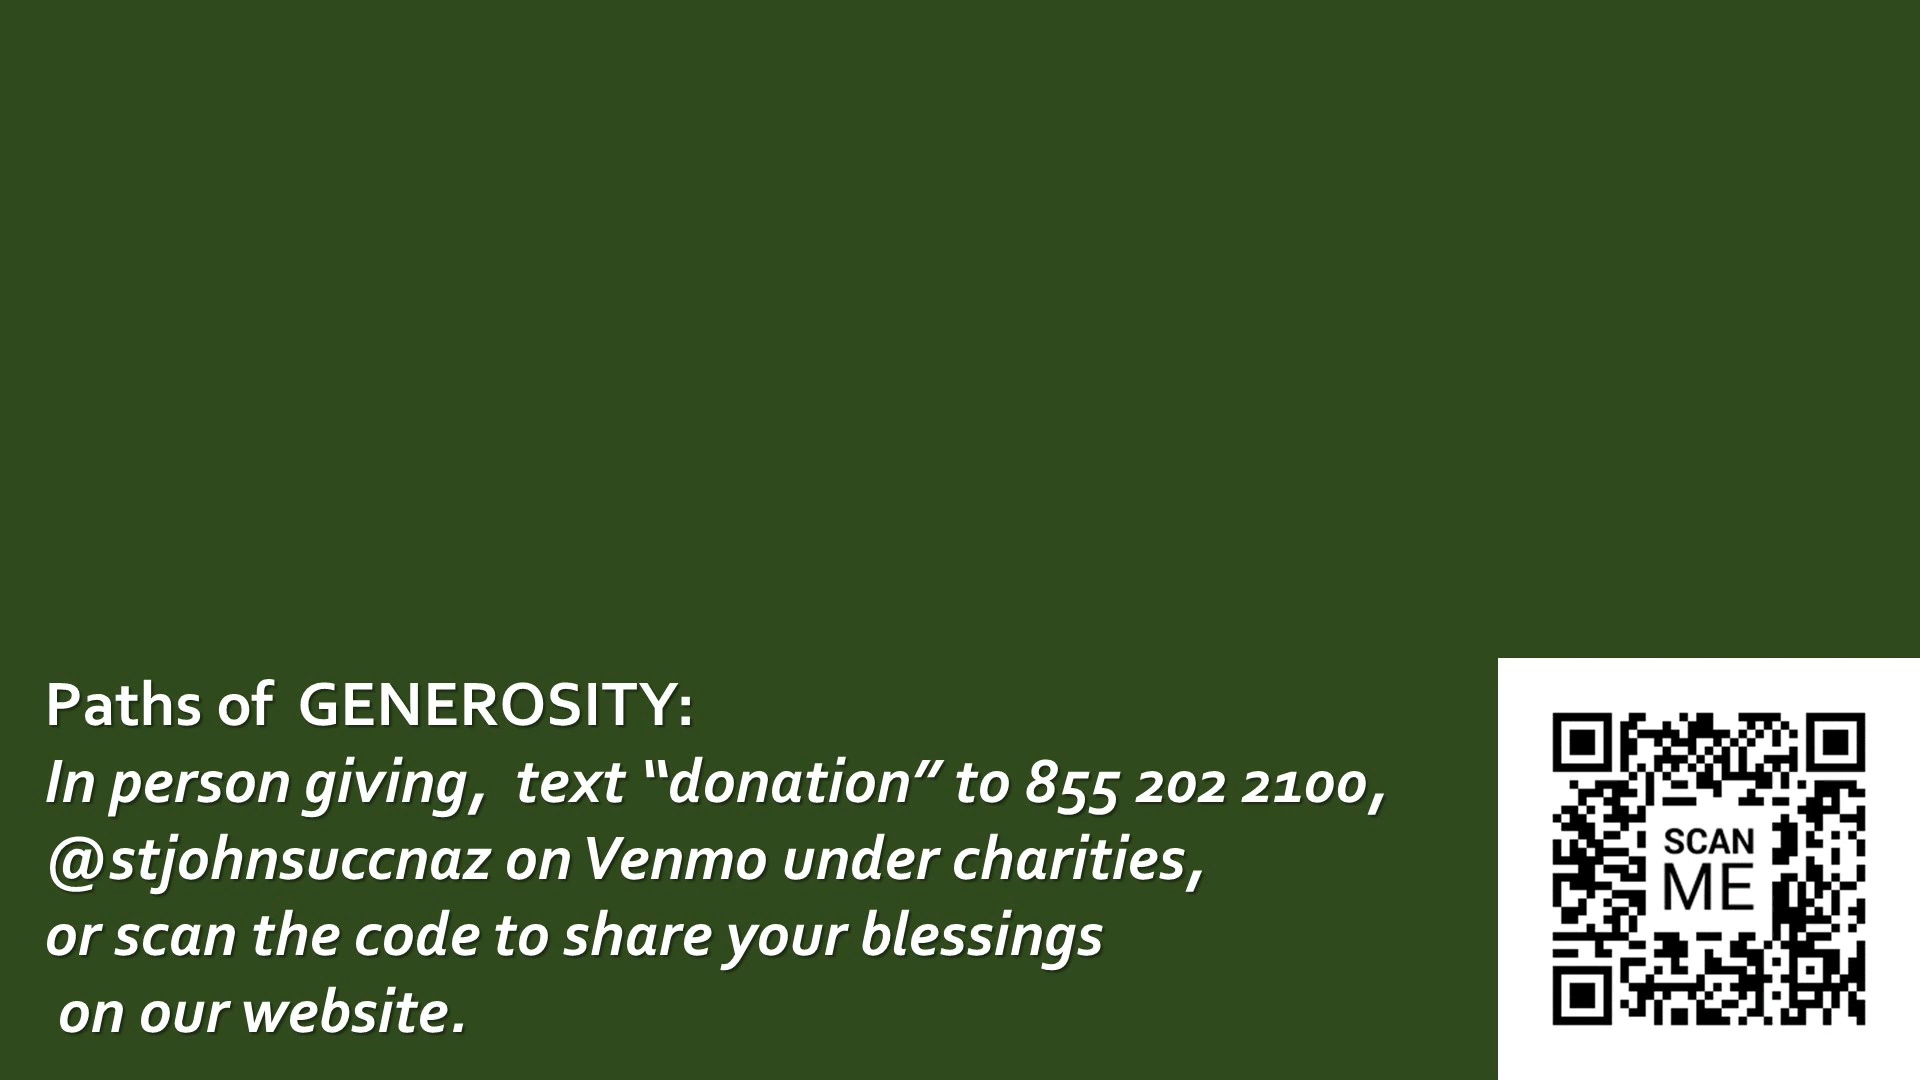 Paths of  GENEROSITY:
In person giving,  text “donation” to 855 202 2100,
@stjohnsuccnaz on Venmo under charities,
or scan the code to share your blessings
on our website.
SCAN
ME